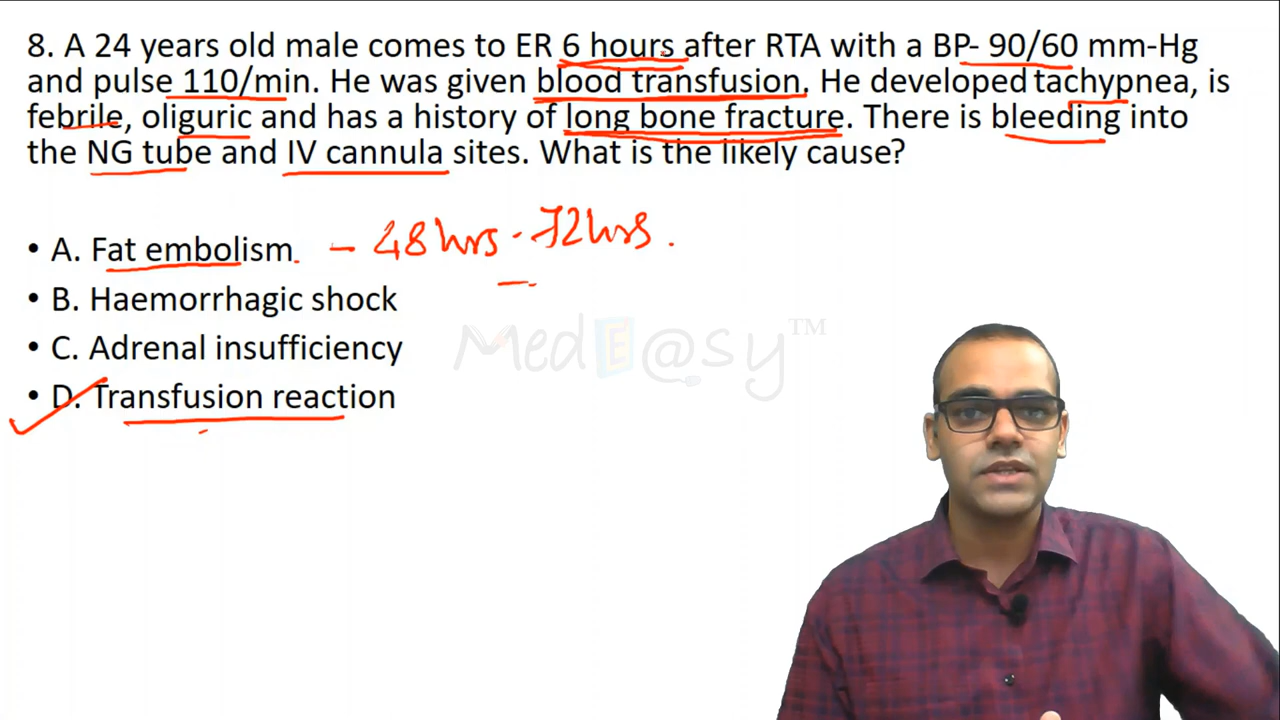 8. A 24 years old male comes to ER 6 hours after RTA with a BP- 90/60 mm-Hg
and pulse 110/min. He was given blood transfusion. He developed tachypnea, is
febrile, oliguric and has a history of long bone fracture. There is bleeding into
the NG tube and IV cannula sites. What is the likely cause?
• A. Fat embolism. – 48 hrs - 72 hrs.
• B. Haemorrhagic shock
• C. Adrenal insufficiency
• D. Transfusion reaction
MedE@sy™